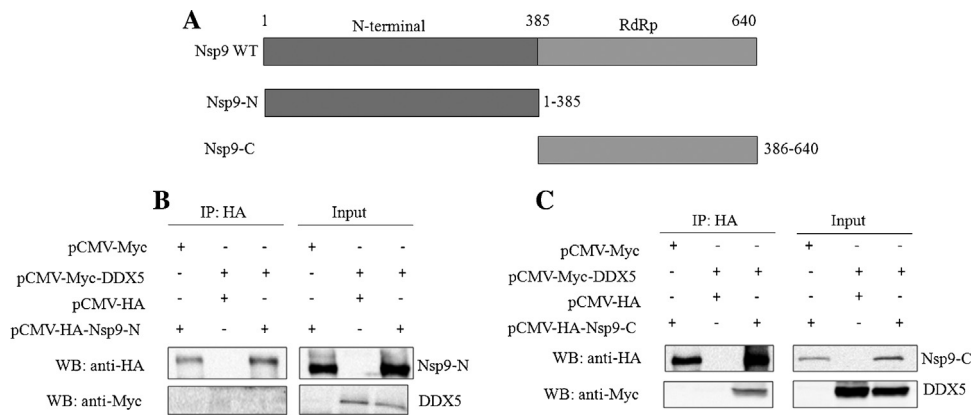 A
1 385 640
N-terminal RdRp
Nsp9 WT
Nsp9-N 1-385
Nsp9-C 386-640
B
IP: HA Input
pCMV-Myc + - - + - -
pCMV-Myc-DDX5 - + + - + +
pCMV-HA - + - - + -
pCMV-HA-Nsp9-N + - + + - +
WB: anti-HA Nsp9-N
WB: anti-Myc DDX5
C
IP: HA Input
pCMV-Myc + - - + - -
pCMV-Myc-DDX5 - + + - + +
pCMV-HA - + - - + -
pCMV-HA-Nsp9-C + - + + - +
WB: anti-HA Nsp9-C
WB: anti-Myc DDX5